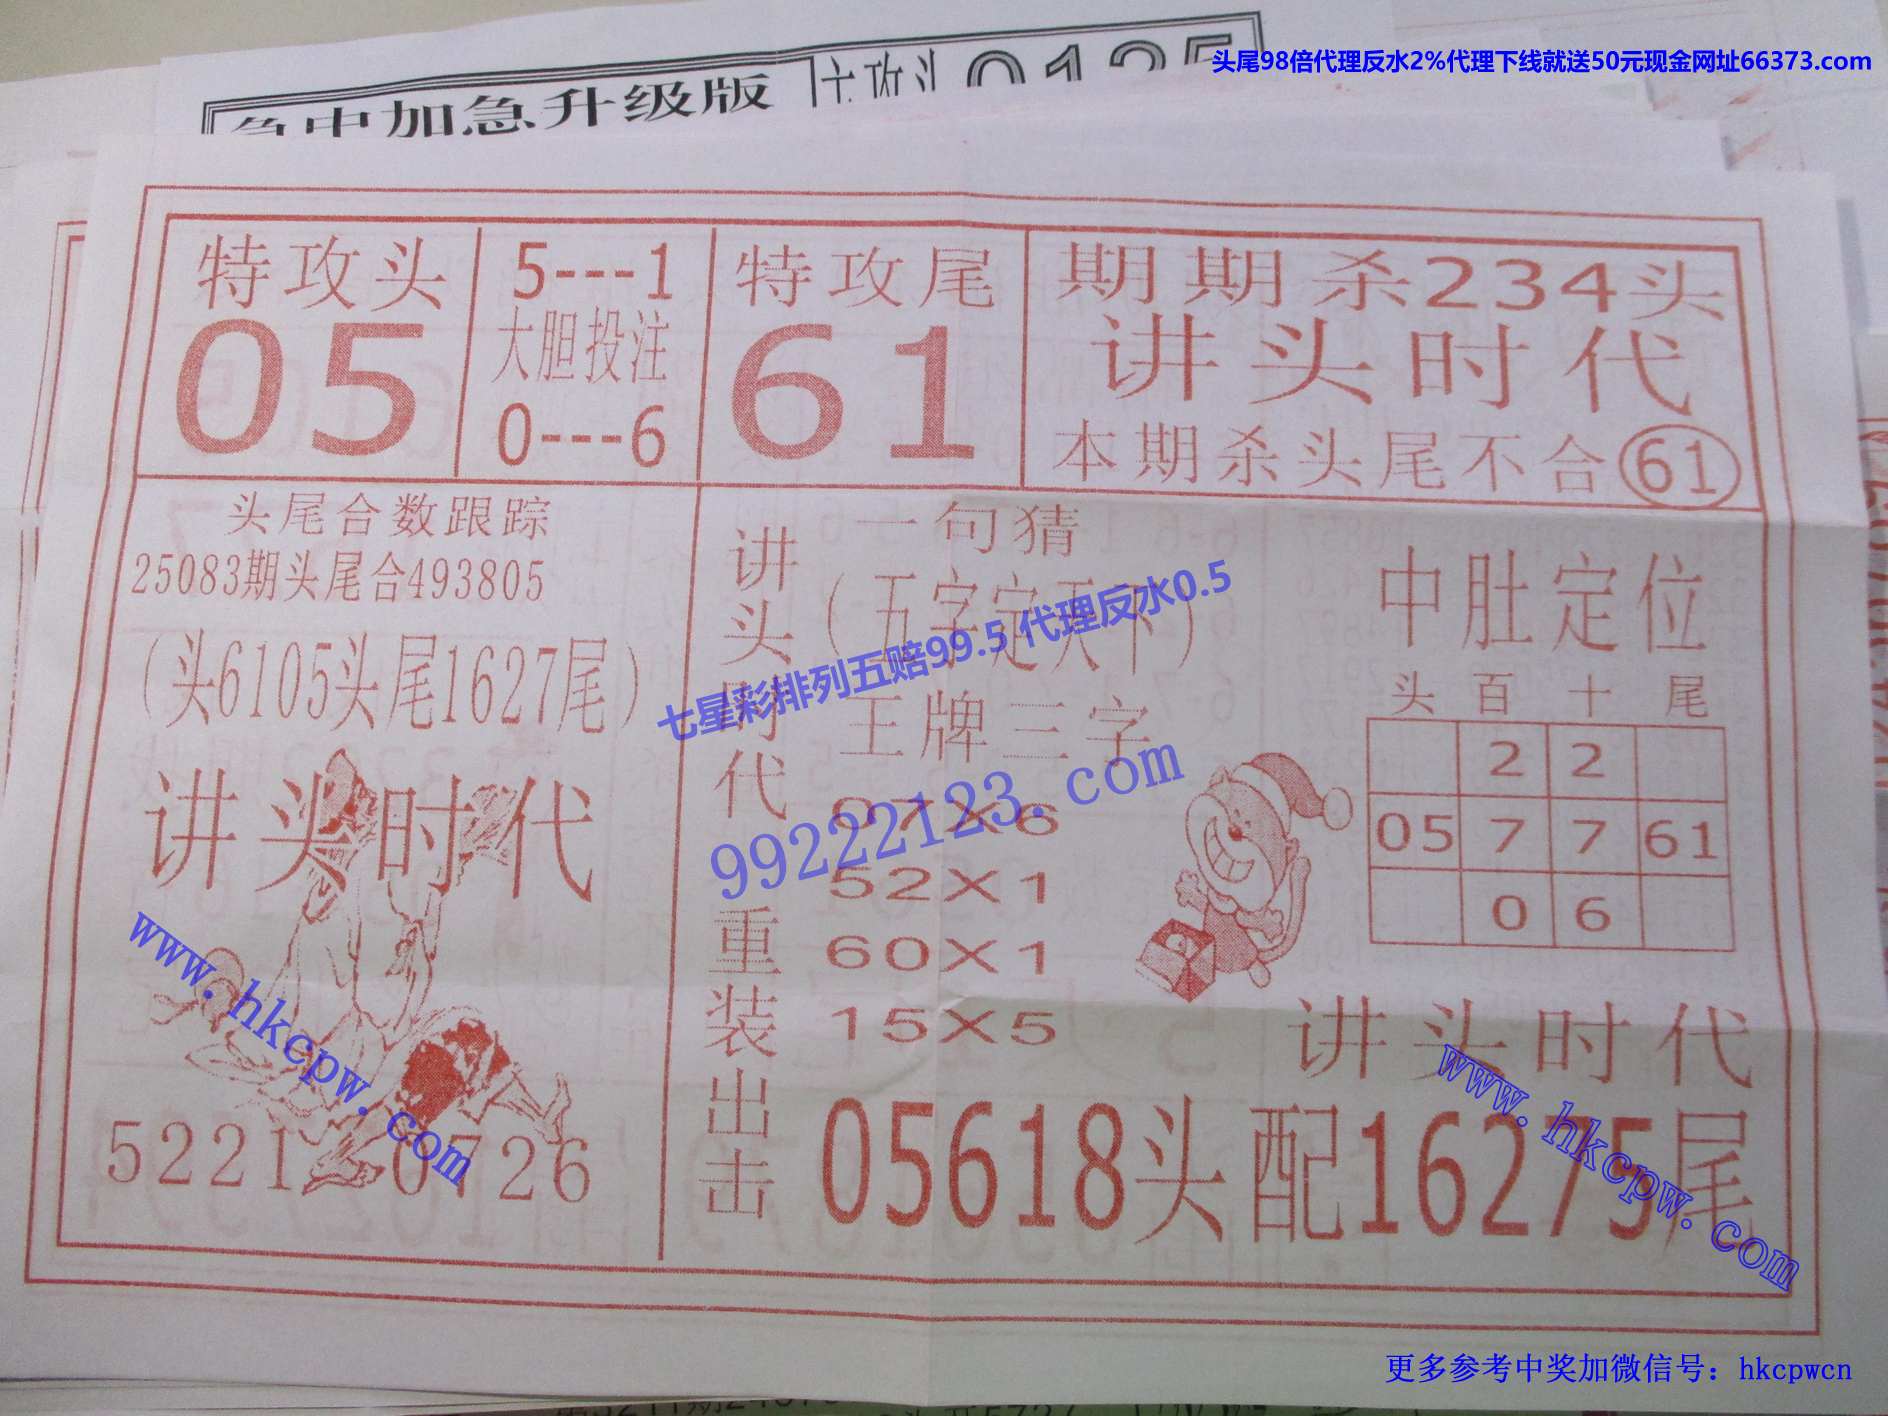 头尾98倍代理反水2%代理下线就送50元现金网址66373.com
加急升级版
特攻头
05
5---1
大胆投注
0---6
特攻尾
61
期期杀234头
讲头时代
本期杀头尾不合61
头尾合数跟踪
25083期头尾合493805
(头6105头尾1627尾)
讲头时代
5221 0726
讲头时代重装出击
一句猜
(五字定天下)
七星彩排列五赔99.5 代理反水0.5
王牌三字
99222123.com
97X6
52X1
60X1
15X5
中肚定位
头 百 十 尾
2 2
05 7 7 61
0 6
讲头时代
05618头配16275尾
www.hkcpw.com
www.hkcpw.com
更多参考中奖加微信号：hkcpwcn